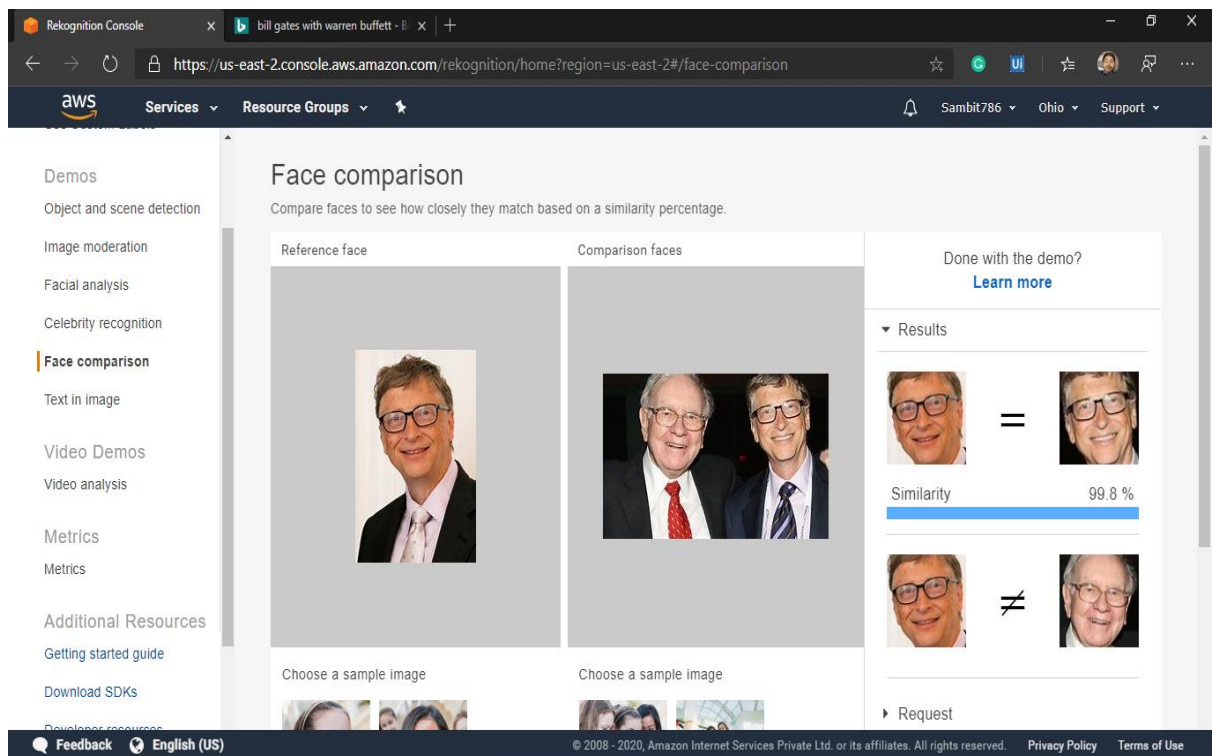 Rekognition Console
bill gates with warren buffett - B
https://us-east-2.console.aws.amazon.com/rekognition/home?region=us-east-2#/face-comparison
aws
Services
Resource Groups
Sambit786
Ohio
Support
Demos
Object and scene detection
Image moderation
Facial analysis
Celebrity recognition
Face comparison
Text in image
Video Demos
Video analysis
Metrics
Metrics
Additional Resources
Getting started guide
Download SDKs
Face comparison
Compare faces to see how closely they match based on a similarity percentage.
Reference face
Comparison faces
Choose a sample image
Choose a sample image
Done with the demo?
Learn more
Results
=
Similarity 99.8 %
≠
Request
Feedback
English (US)
© 2008 - 2020, Amazon Internet Services Private Ltd. or its affiliates. All rights reserved.
Privacy Policy
Terms of Use